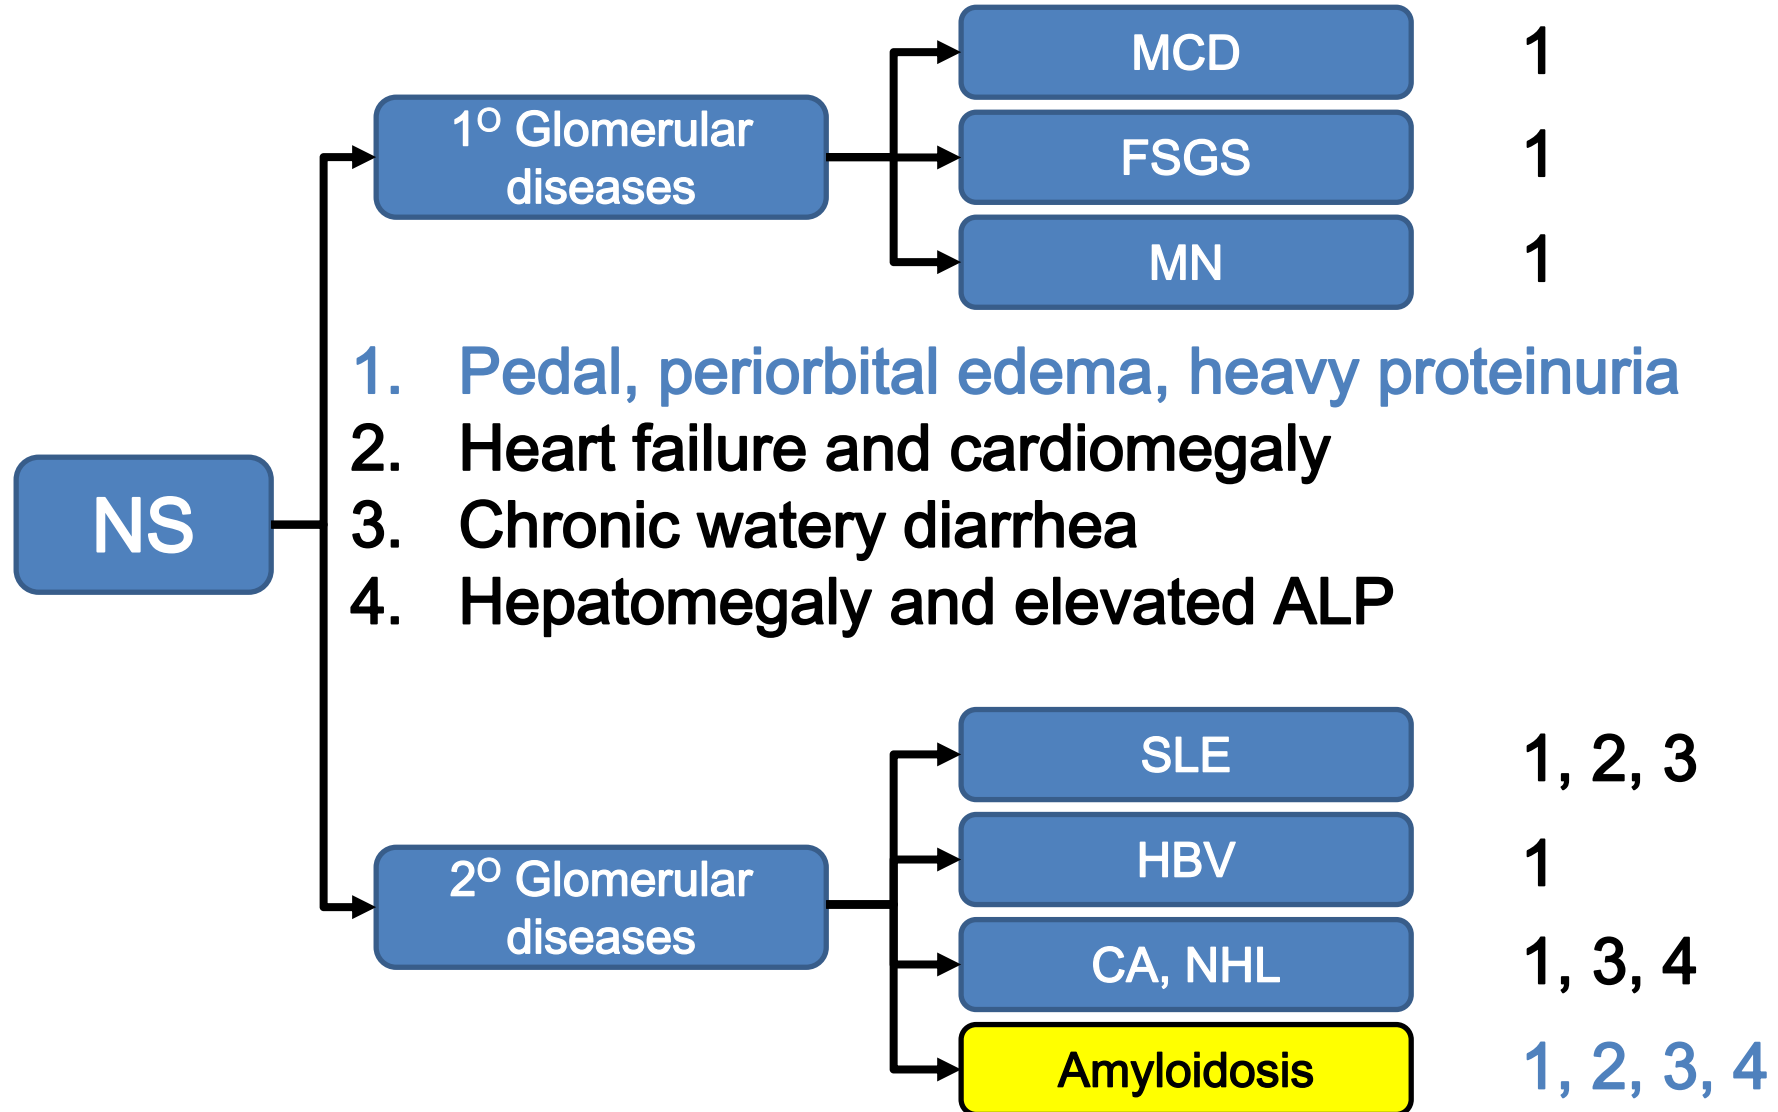 MCD 1
1O Glomerular
diseases
FSGS 1
MN 1
1. Pedal, periorbital edema, heavy proteinuria
2. Heart failure and cardiomegaly
NS
3. Chronic watery diarrhea
4. Hepatomegaly and elevated ALP
SLE 1, 2, 3
2O Glomerular
diseases
HBV 1
CA, NHL 1, 3, 4
Amyloidosis 1, 2, 3, 4